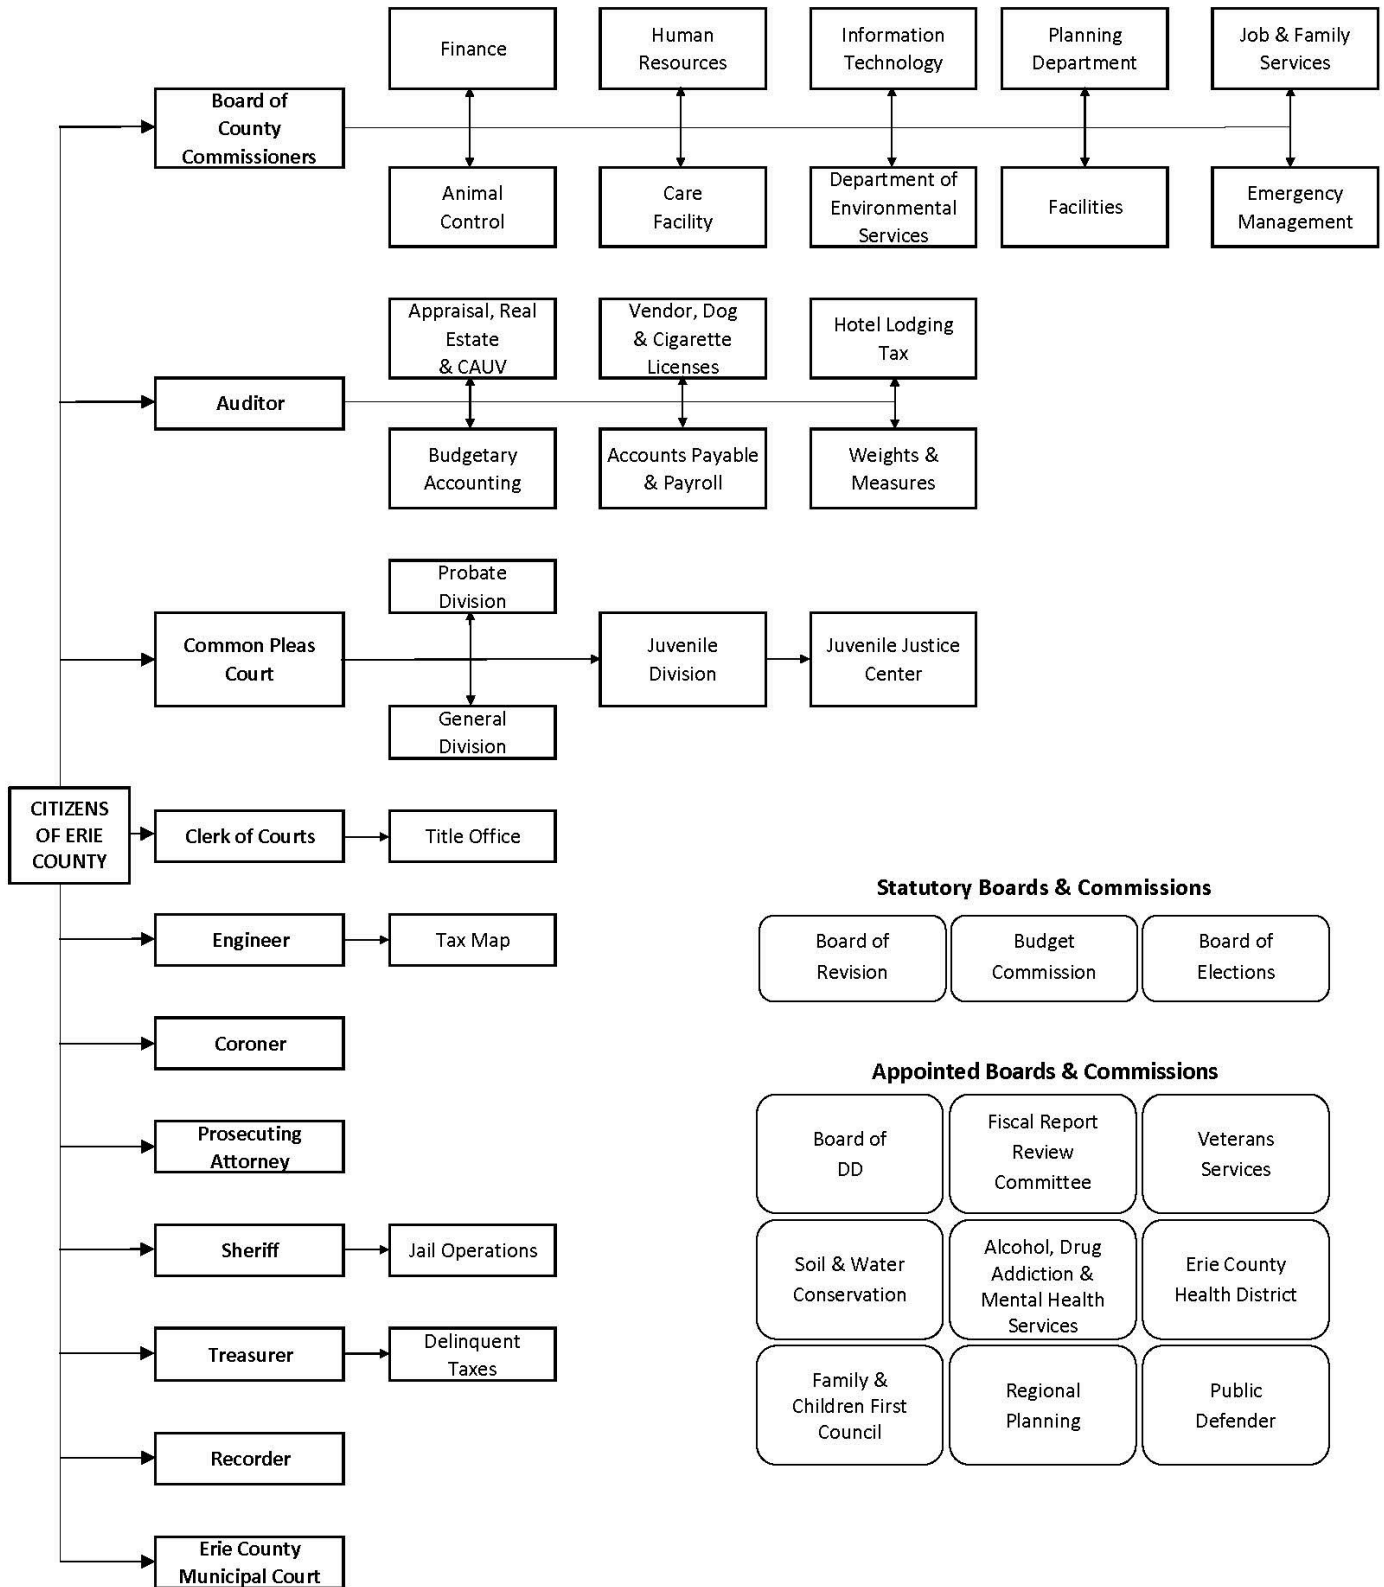 Finance
Human
Resources
Information
Technology
Planning
Department
Job & Family
Services
Board of
County
Commissioners
Animal
Control
Care
Facility
Department of
Environmental
Services
Facilities
Emergency
Management
Appraisal, Real
Estate
& CAUV
Vendor, Dog
& Cigarette
Licenses
Hotel Lodging
Tax
Auditor
Budgetary
Accounting
Accounts Payable
& Payroll
Weights &
Measures
Probate
Division
Common Pleas
Court
Juvenile
Division
Juvenile Justice
Center
General
Division
CITIZENS
OF ERIE
COUNTY
Clerk of Courts
Title Office
Engineer
Tax Map
Coroner
Prosecuting
Attorney
Sheriff
Jail Operations
Treasurer
Delinquent
Taxes
Recorder
Erie County
Municipal Court
Statutory Boards & Commissions
Board of
Revision
Budget
Commission
Board of
Elections
Appointed Boards & Commissions
Board of
DD
Fiscal Report
Review
Committee
Veterans
Services
Soil & Water
Conservation
Alcohol, Drug
Addiction &
Mental Health
Services
Erie County
Health District
Family &
Children First
Council
Regional
Planning
Public
Defender